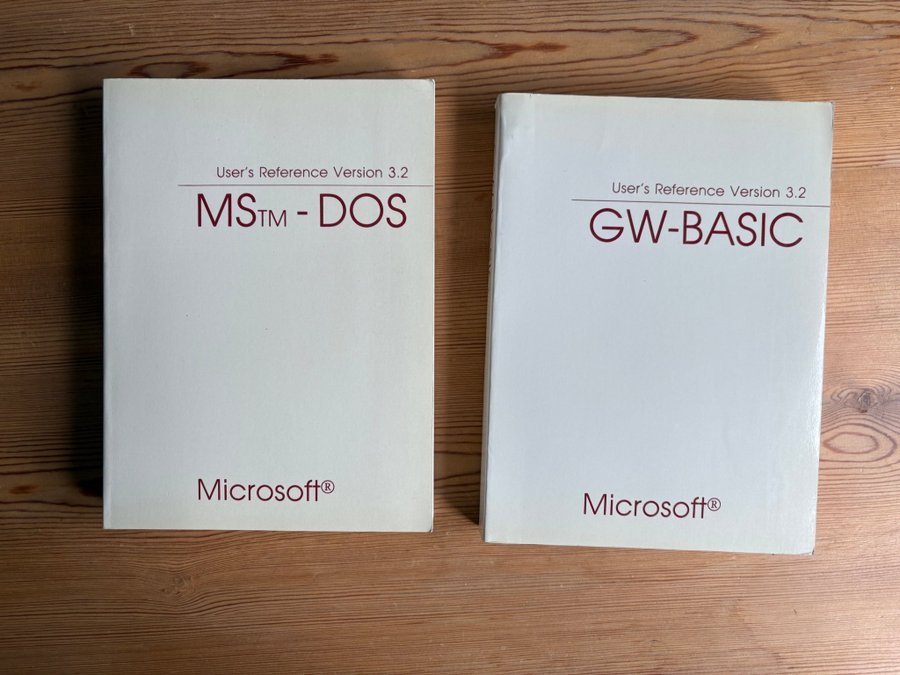 User's Reference Version 3.2
MS™ - DOS
Microsoft®
User's Reference Version 3.2
GW-BASIC
Microsoft®